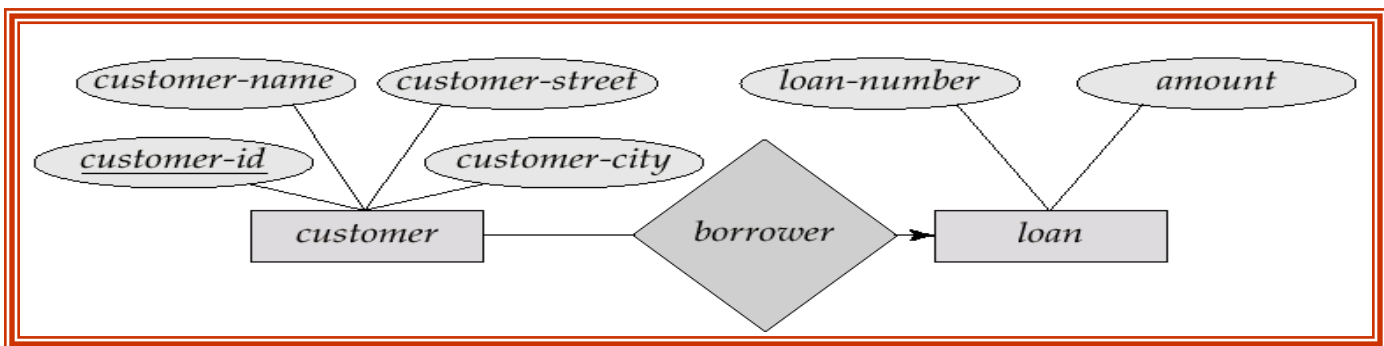 customer-name
customer-street
loan-number
amount
customer-id
customer-city
customer
borrower
loan